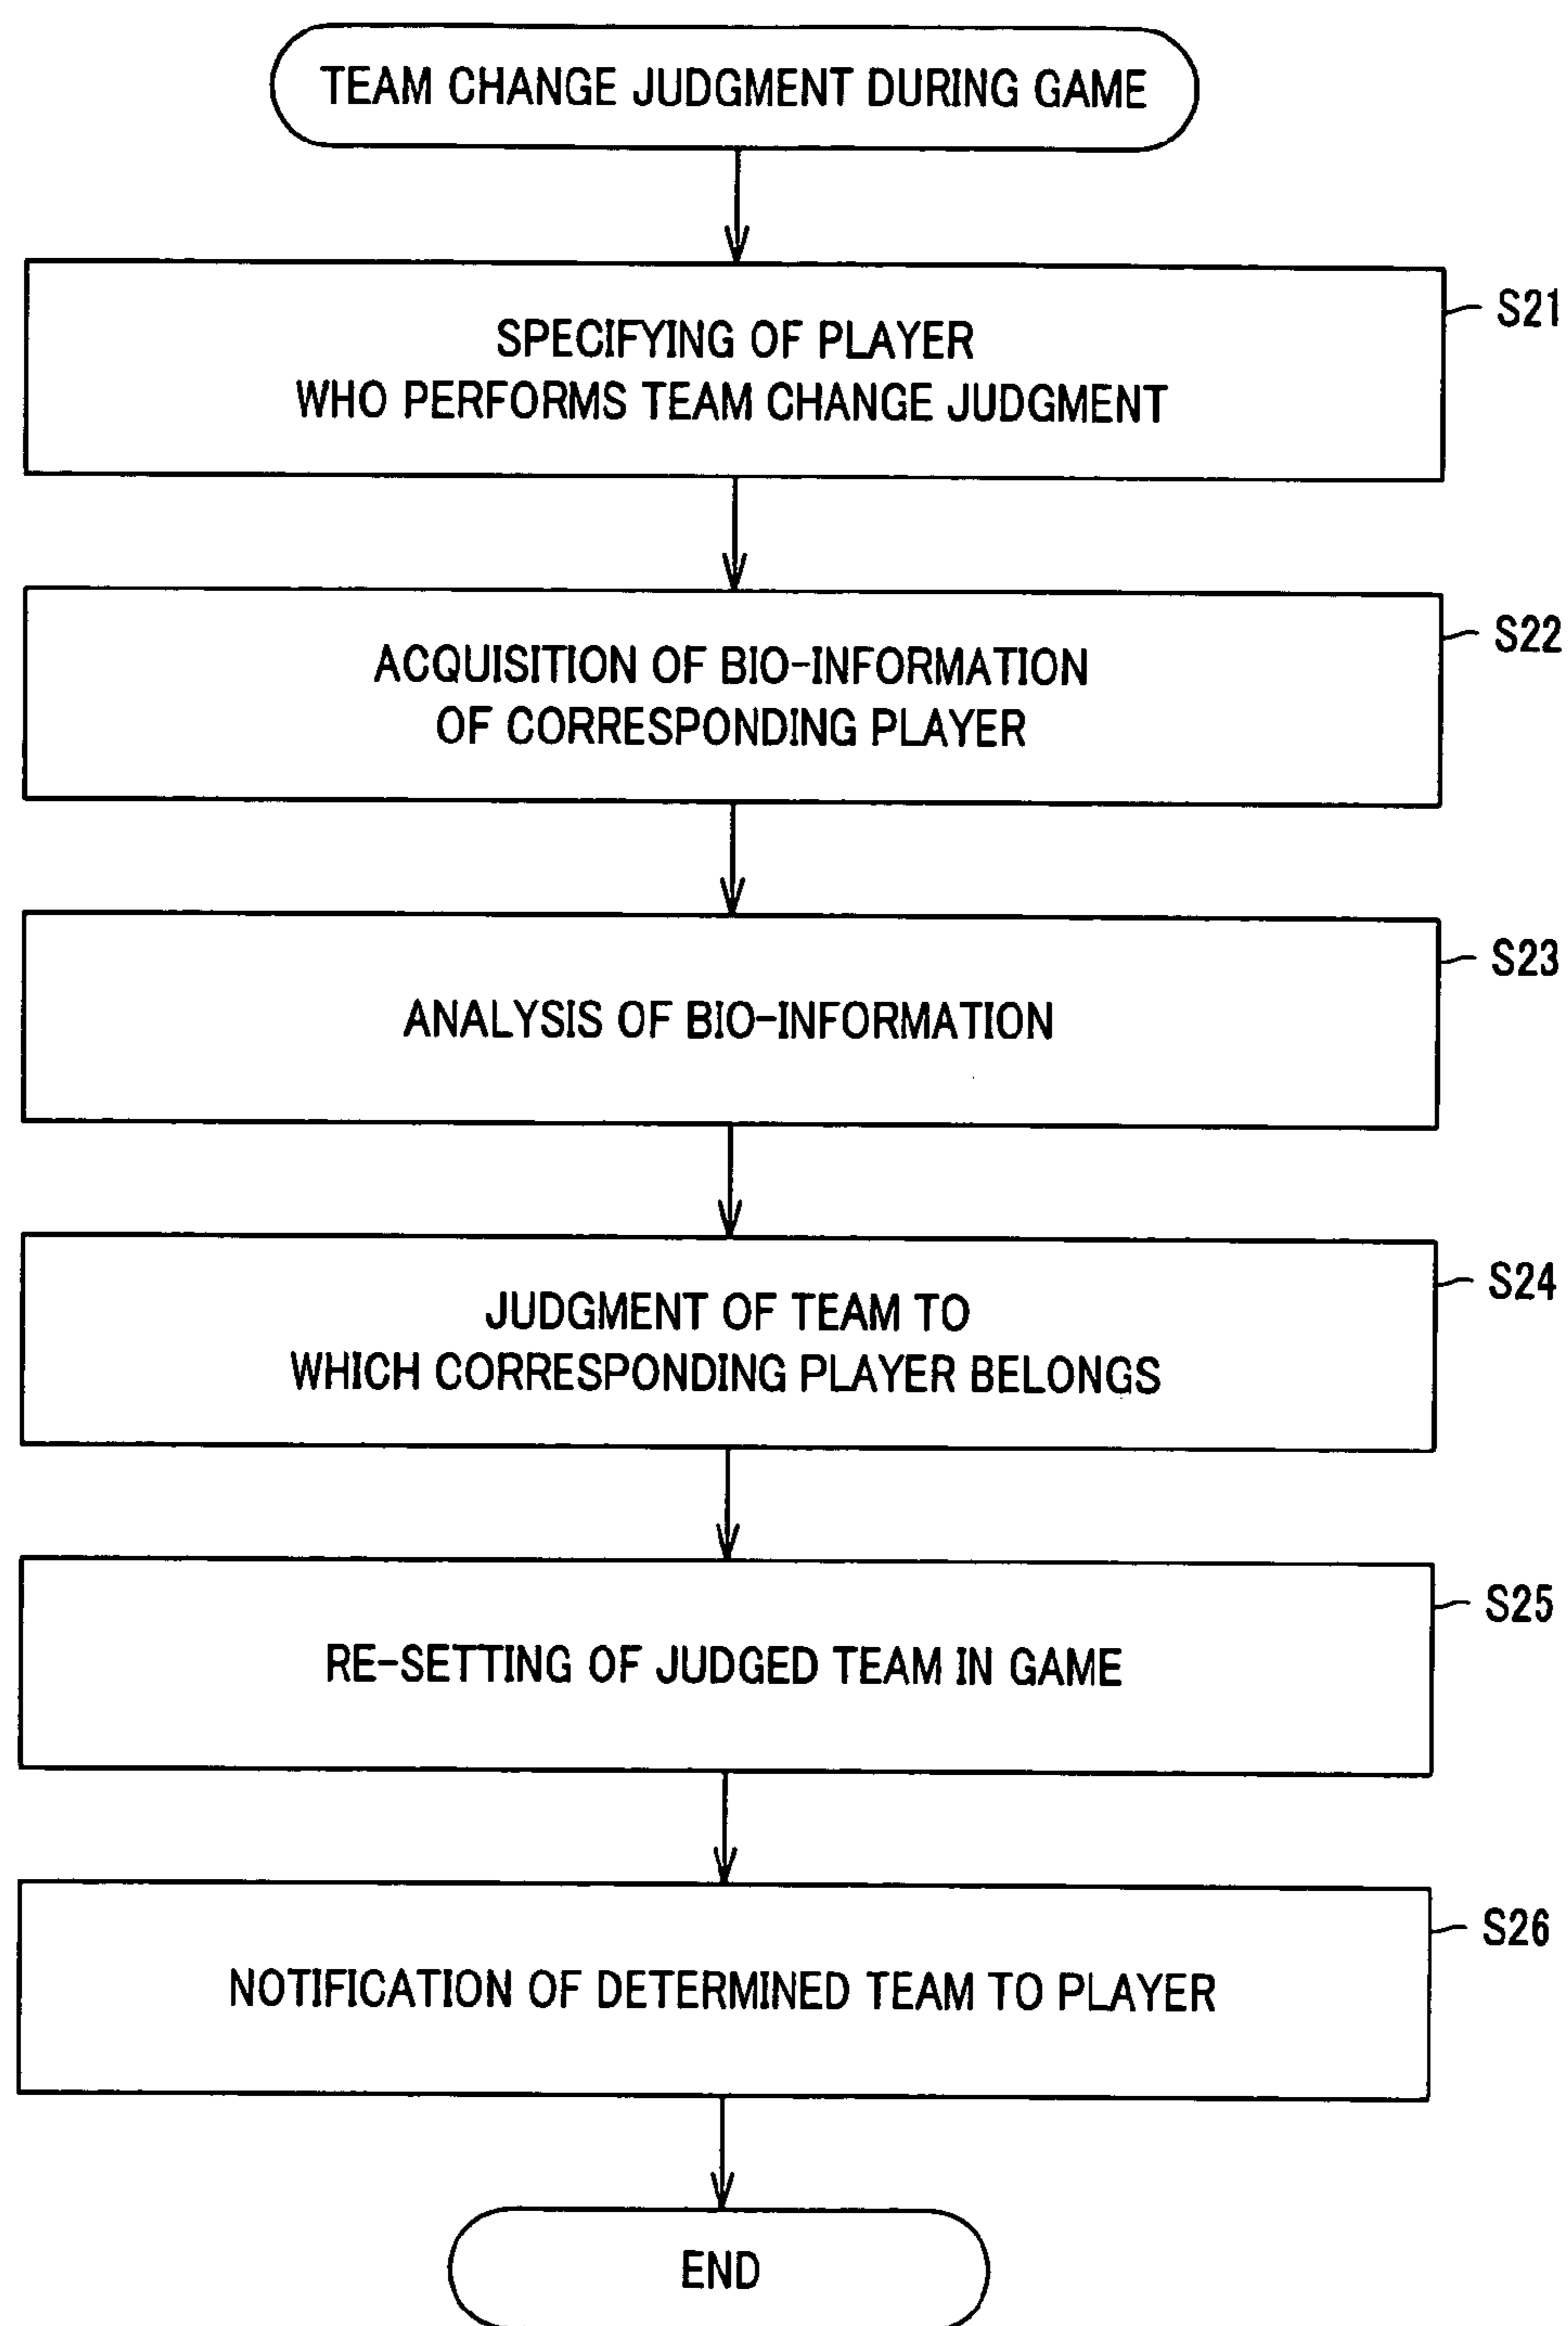 TEAM CHANGE JUDGMENT DURING GAME
S21
SPECIFYING OF PLAYER
WHO PERFORMS TEAM CHANGE JUDGMENT
S22
ACQUISITION OF BIO-INFORMATION
OF CORRESPONDING PLAYER
S23
ANALYSIS OF BIO-INFORMATION
S24
JUDGMENT OF TEAM TO
WHICH CORRESPONDING PLAYER BELONGS
S25
RE-SETTING OF JUDGED TEAM IN GAME
S26
NOTIFICATION OF DETERMINED TEAM TO PLAYER
END